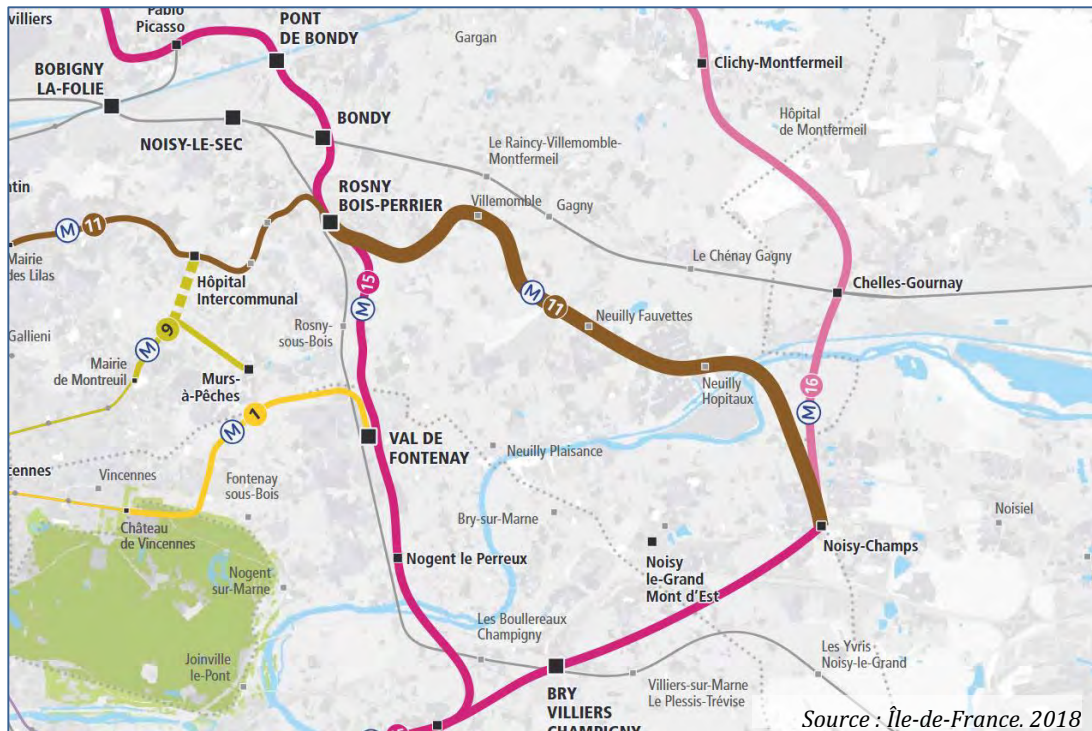 villiers
Pablo
Picasso
PONT
DE BONDY
Gargan
Clichy-Montfermeil
BOBIGNY
LA-FOLIE
Hôpital
de Montfermeil
BONDY
NOISY-LE-SEC
Le Raincy-Villemomble-
Montfermeil
ntin
ROSNY
BOIS-PERRIER
Villemomble
Gagny
M 11
Mairie
des Lilas
Le Chénay Gagny
Hôpital
Intercommunal
M 15
Chelles-Gournay
M 11
Gallieni
M 9
Rosny-
sous-Bois
Neuilly Fauvettes
Mairie
de Montreuil
Murs-
à-Pêches
Neuilly
Hopitaux
M 16
M 1
VAL DE
FONTENAY
Neuilly Plaisance
cennes
Vincennes
Fontenay
sous-Bois
Noisiel
Château
de Vincennes
Bry-sur-Marne
Noisy-Champs
Nogent le Perreux
Noisy
le-Grand
Mont d'Est
Nogent
sur-Marne
Les Boullereaux
Champigny
Les Yvris
Noisy-le-Grand
Joinville
le-Pont
BRY
VILLIERS
CHAMPIGNY
Villiers-sur-Marne
Le Plessis-Trévise
M 15
Source : Île-de-France. 2018